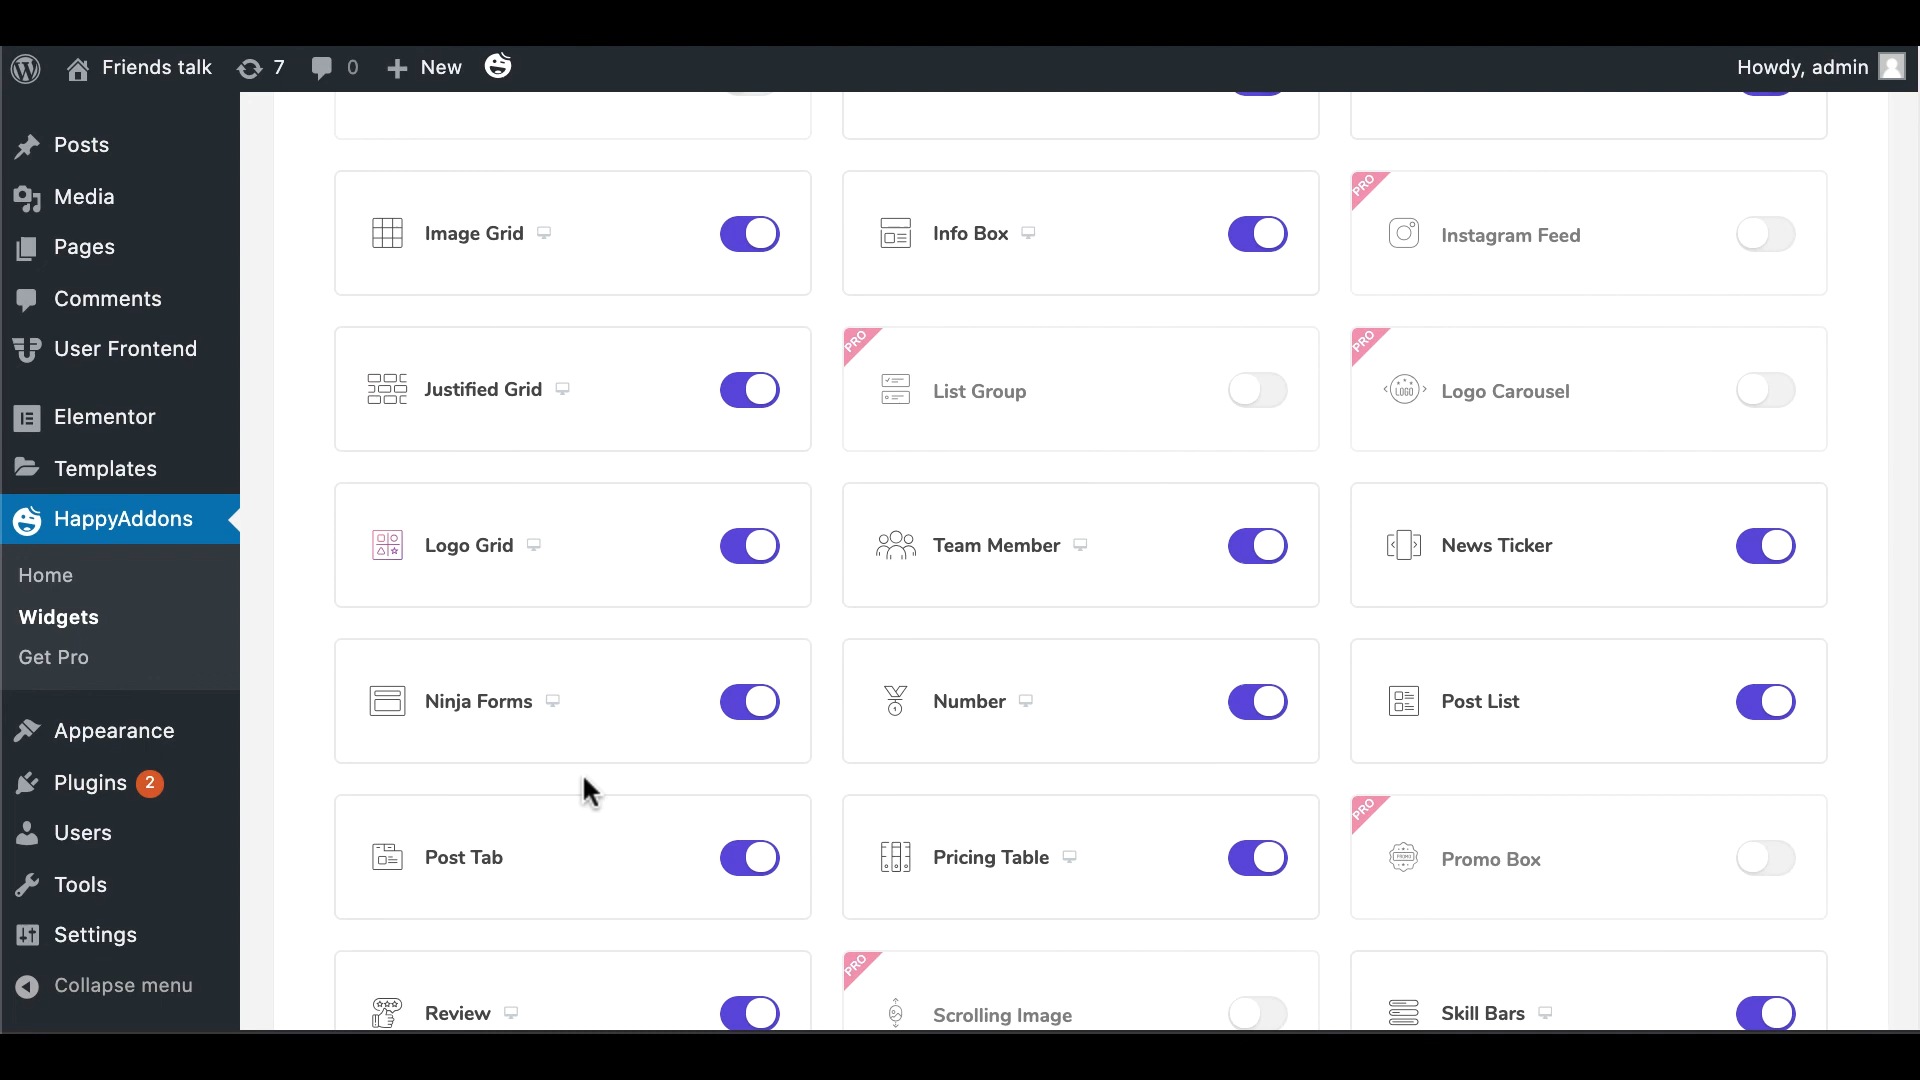 Friends talk 7 0 New Howdy, admin
Posts
Media
Pages
Comments
User Frontend
Elementor
Templates
HappyAddons
Home
Widgets
Get Pro
Appearance
Plugins 2
Users
Tools
Settings
Collapse menu
Image Grid
Info Box
PRO
Instagram Feed
Justified Grid
PRO
List Group
PRO
LOGO
Logo Carousel
Logo Grid
Team Member
News Ticker
Ninja Forms
1
Number
Post List
Post Tab
Pricing Table
PRO
PROMO
Promo Box
Review
PRO
Scrolling Image
Skill Bars